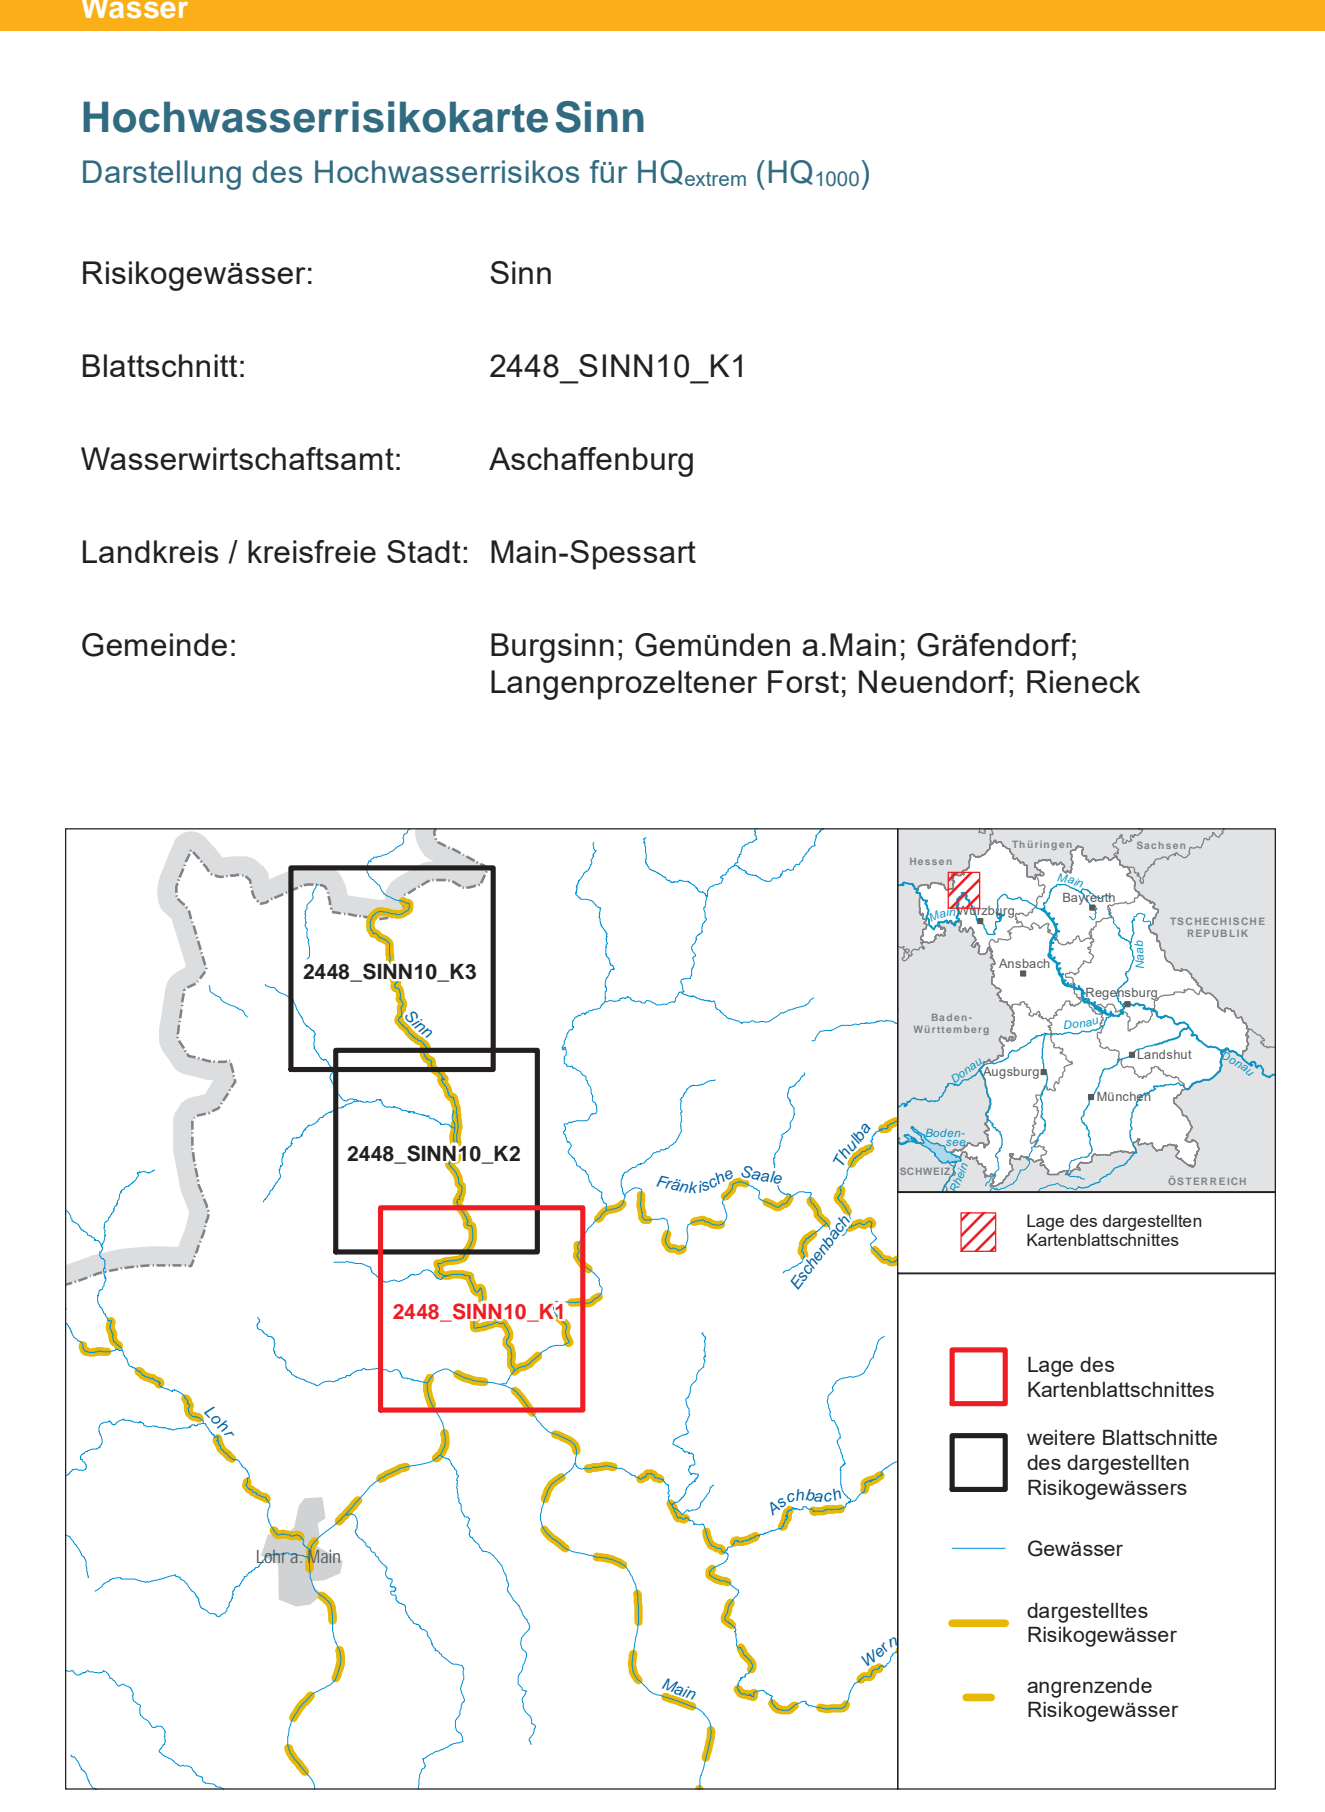 Wasser
Hochwasserrisikokarte Sinn
Darstellung des Hochwasserrisikos für HQextrem (HQ1000)
Risikogewässer: Sinn
Blattschnitt: 2448_SINN10_K1
Wasserwirtschaftsamt: Aschaffenburg
Landkreis / kreisfreie Stadt: Main-Spessart
Gemeinde: Burgsinn; Gemünden a.Main; Gräfendorf;
Langenprozeltener Forst; Neuendorf; Rieneck
2448_SINN10_K3
Sinn
2448_SINN10_K2
2448_SINN10_K1
Fränkische Saale
Thulba
Eschenbach
Lohr
Lohr a. Main
Aschbach
Main
Wern
Hessen
Thüringen
Sachsen
Main
Bayreuth
Main
Würzburg
TSCHECHISCHE
REPUBLIK
Ansbach
Naab
Regensburg
Baden-
Württemberg
Donau
Landshut
Donau
Donau
Augsburg
München
Boden-
see
SCHWEIZ
Rhein
ÖSTERREICH
Lage des dargestellten
Kartenblattschnittes
Lage des
Kartenblattschnittes
weitere Blattschnitte
des dargestellten
Risikogewässers
Gewässer
dargestelltes
Risikogewässer
angrenzende
Risikogewässer